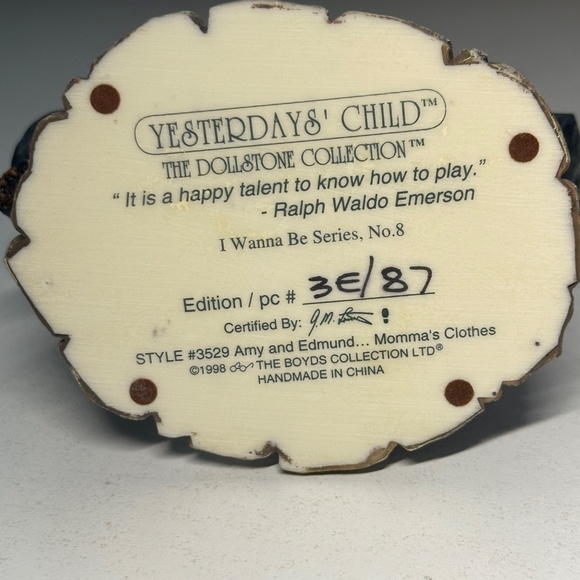 YESTERDAYS' CHILD™
THE DOLLSTONE COLLECTION™
“ It is a happy talent to know how to play.”
- Ralph Waldo Emerson
I Wanna Be Series, No.8
Edition / pc # 3E/87
Certified By:
STYLE #3529 Amy and Edmund... Momma's Clothes
©1998 THE BOYDS COLLECTION LTD®
HANDMADE IN CHINA